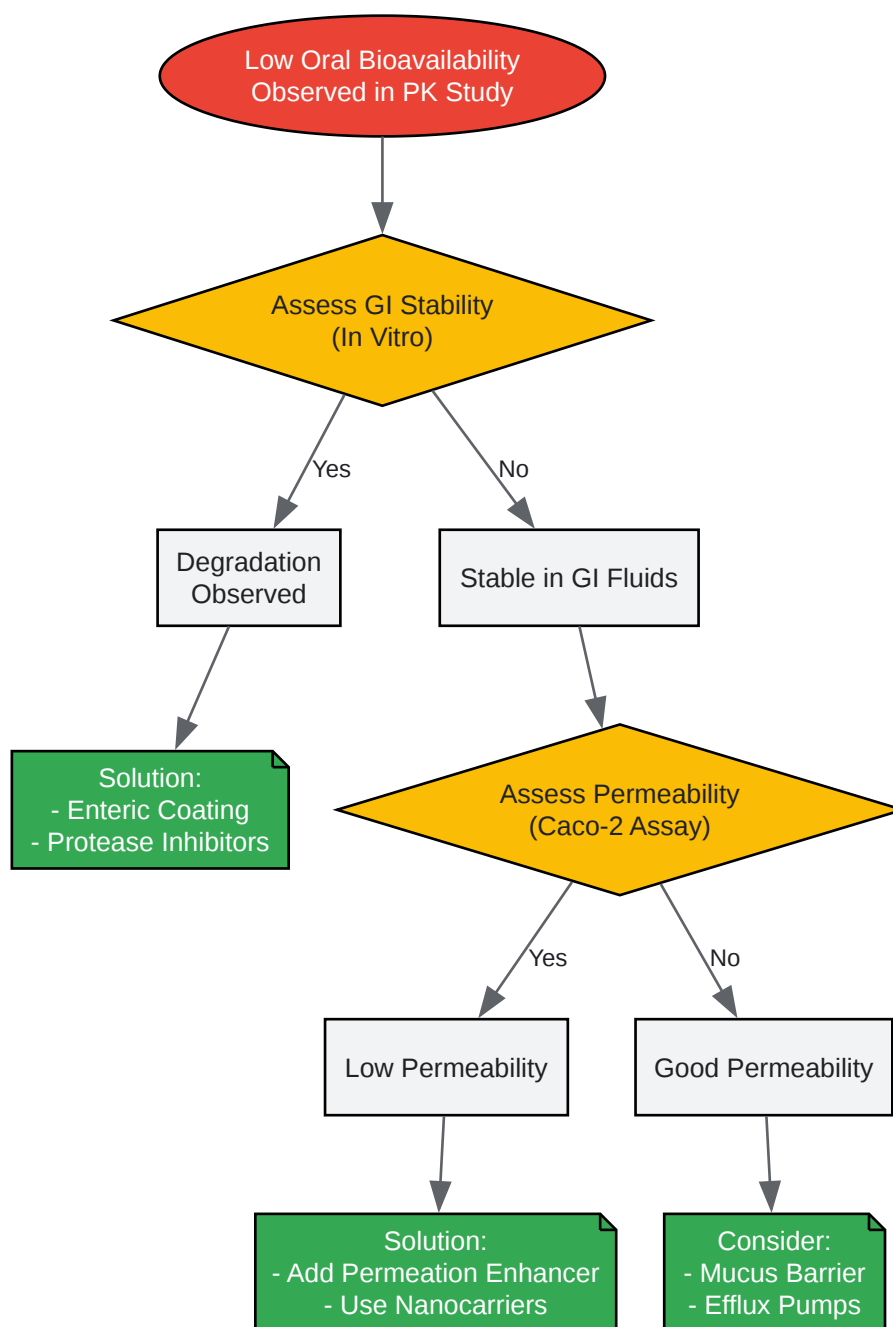 Low Oral Bioavailability
Observed in PK Study
Assess GI Stability
(In Vitro)
Yes
No
Degradation
Observed
Stable in GI Fluids
Solution:
- Enteric Coating
- Protease Inhibitors
Assess Permeability
(Caco-2 Assay)
Yes
No
Low Permeability
Good Permeability
Solution:
- Add Permeation Enhancer
- Use Nanocarriers
Consider:
- Mucus Barrier
- Efflux Pumps